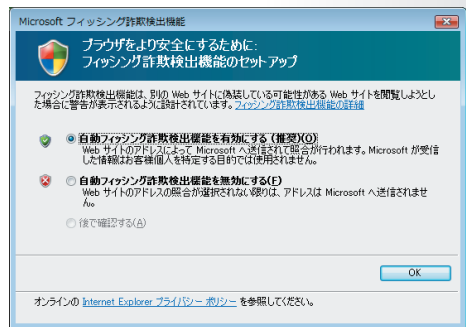 Microsoft フィッシング詐欺検出機能
ブラウザをより安全にするために:
フィッシング詐欺検出機能のセットアップ
フィッシング詐欺検出機能は、別の Web サイトに偽装している可能性がある Web サイトを閲覧しようとし
た場合に警告が表示されるように設計されています。フィッシング詐欺検出機能の詳細
自動フィッシング詐欺検出機能を有効にする (推奨)(O)
Web サイトのアドレスによって Microsoft へ送信されて照合が行われます。Microsoft が受信
した情報はお客様個人を特定する目的では使用されません。
自動フィッシング詐欺検出機能を無効にする(F)
Web サイトのアドレスの照合が選択されない限りは、アドレスは Microsoft へ送信されませ
ん。
後で確認する(A)
OK
オンラインの Internet Explorer プライバシー ポリシー を参照してください。